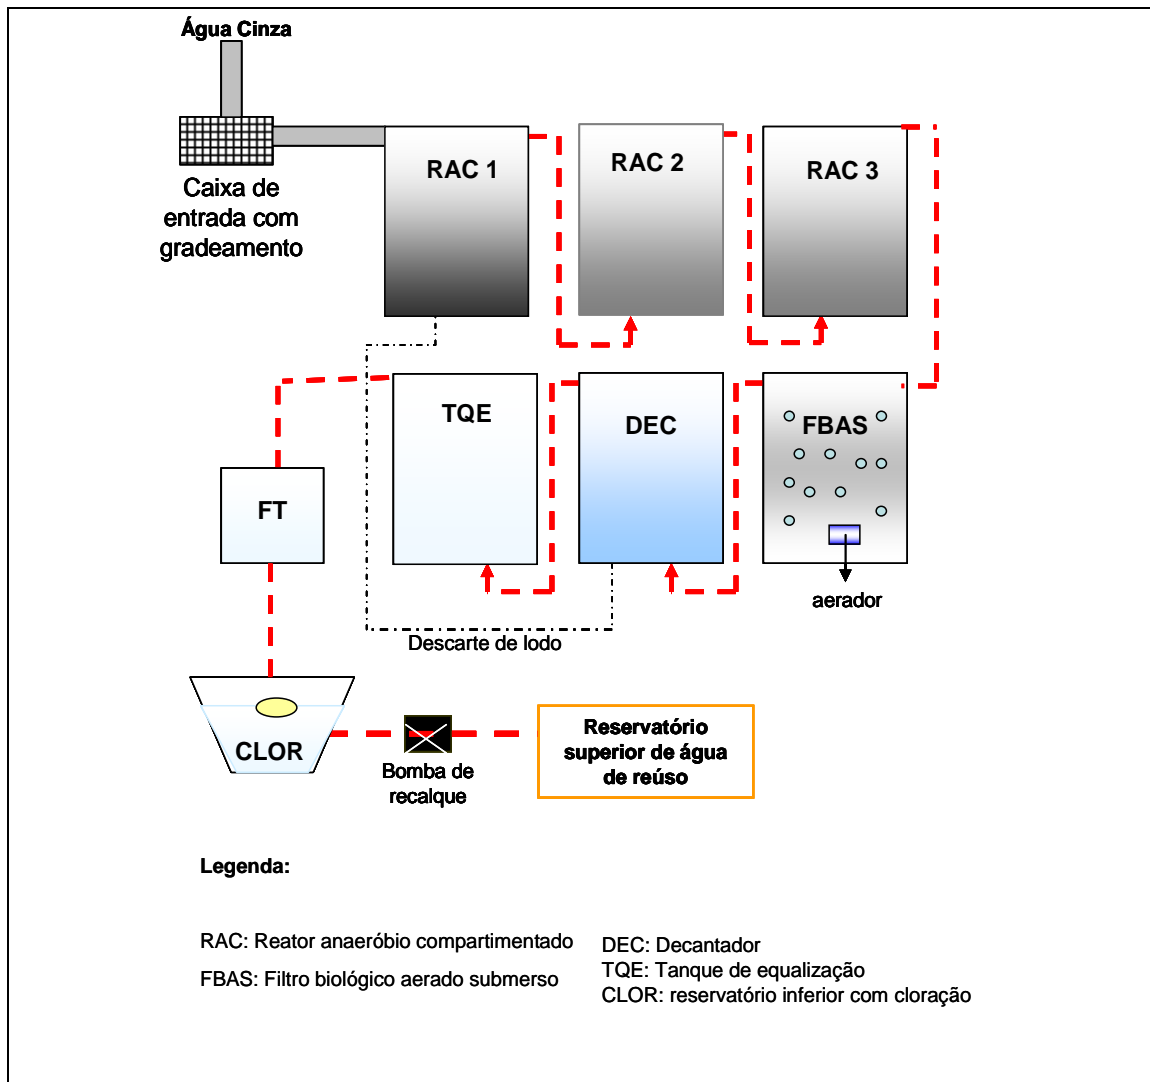 Água Cinza
Caixa de
entrada com
gradeamento
RAC 1
RAC 2
RAC 3
TQE
DEC
FBAS
aerador
FT
Descarte de lodo
CLOR
Bomba de
recalque
Reservatório
superior de água
de reúso
Legenda:
RAC: Reator anaeróbio compartimentado
FBAS: Filtro biológico aerado submerso
DEC: Decantador
TQE: Tanque de equalização
CLOR: reservatório inferior com cloração